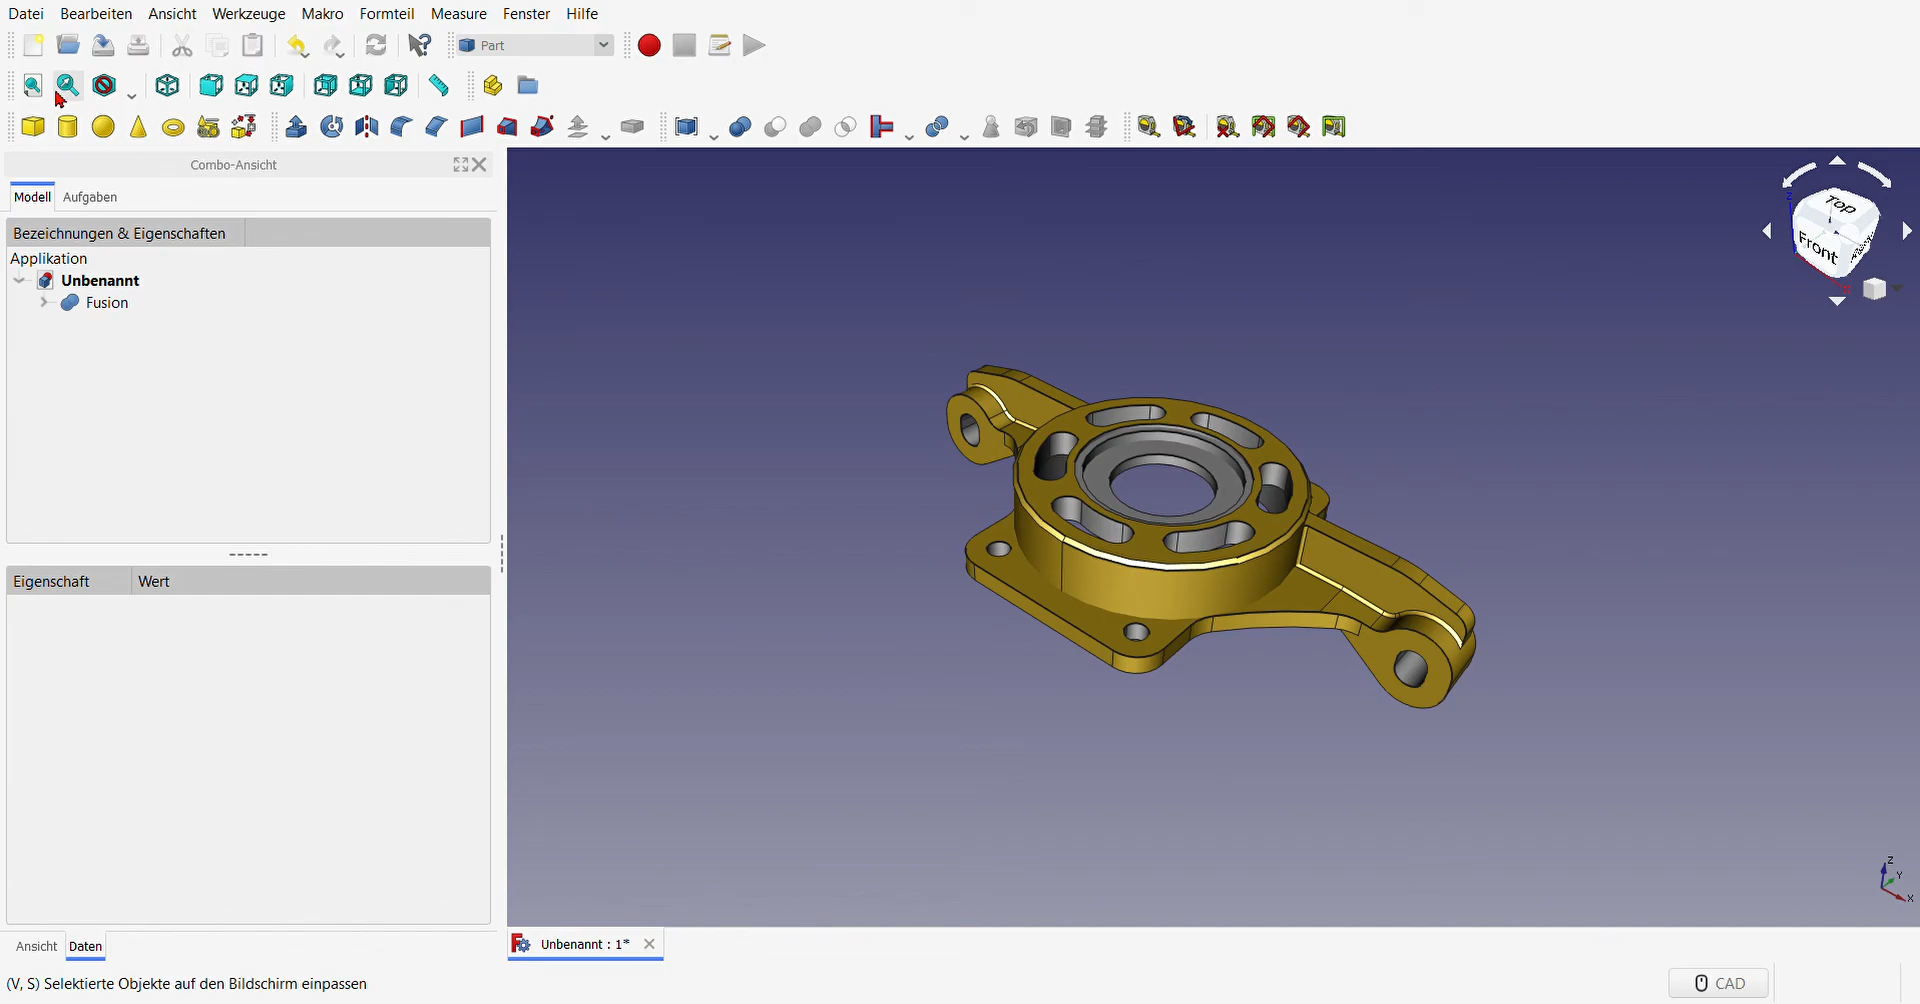 Datei Bearbeiten Ansicht Werkzeuge Makro Formteil Measure Fenster Hilfe
Part
Combo-Ansicht
Modell Aufgaben
Bezeichnungen & Eigenschaften
Applikation
Unbenannt
Fusion
Top
Front
Z
X
Eigenschaft Wert
Z
Y
X
Ansicht Daten
Unbenannt : 1*
(V, S) Selektierte Objekte auf den Bildschirm einpassen
CAD